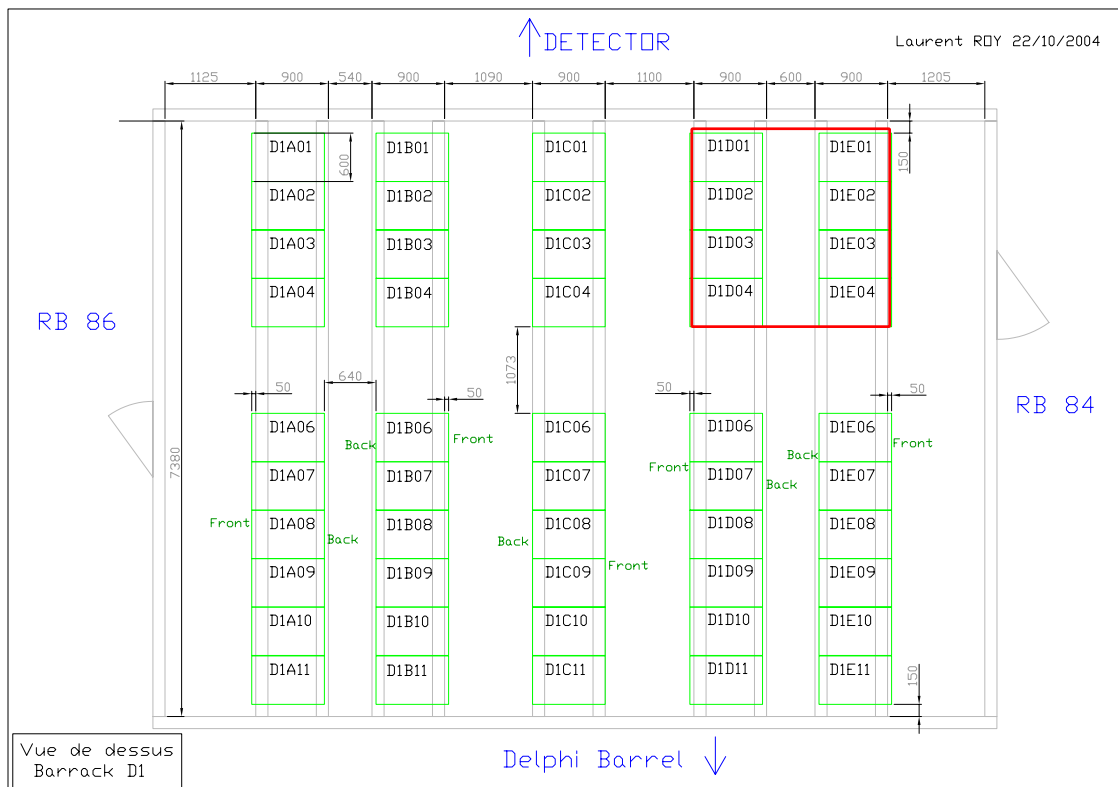 DETECTOR
Laurent ROY 22/10/2004
1125 900 540 900 1090 900 1100 900 600 900 1205
D1A01 D1B01 D1C01 D1D01 D1E01
600
150
D1A02 D1B02 D1C02 D1D02 D1E02
D1A03 D1B03 D1C03 D1D03 D1E03
D1A04 D1B04 D1C04 D1D04 D1E04
RB 86
1073
640
50 50 50 50
RB 84
D1A06 D1B06 D1C06 D1D06 D1E06
Back Front Back Front
7380
Front Back
D1A07 D1B07 D1C07 D1D07 D1E07
D1A08 D1B08 D1C08 D1D08 D1E08
Front Back Back
Front
D1A09 D1B09 D1C09 D1D09 D1E09
D1A10 D1B10 D1C10 D1D10 D1E10
D1A11 D1B11 D1C11 D1D11 D1E11
150
Vue de dessus
Barrack D1
Delphi Barrel